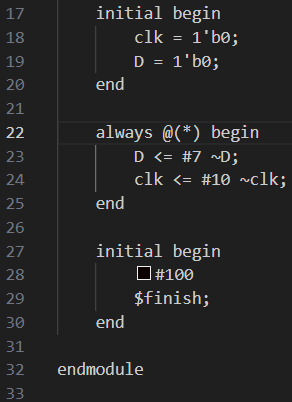 17 initial begin
18 clk = 1'b0;
19 D = 1'b0;
20 end
21
22 always @(*) begin
23 D <= #7 ~D;
24 clk <= #10 ~clk;
25 end
26
27 initial begin
28 #100
29 $finish;
30 end
31
32 endmodule
33